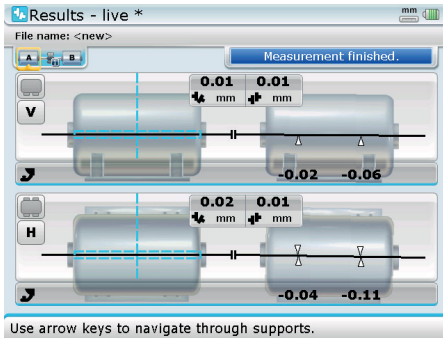 Results - live *
mm
File name: <new>
A B
Measurement finished.
0.01 0.01
mm mm
V
-0.02 -0.06
0.02 0.01
mm mm
H
-0.04 -0.11
Use arrow keys to navigate through supports.